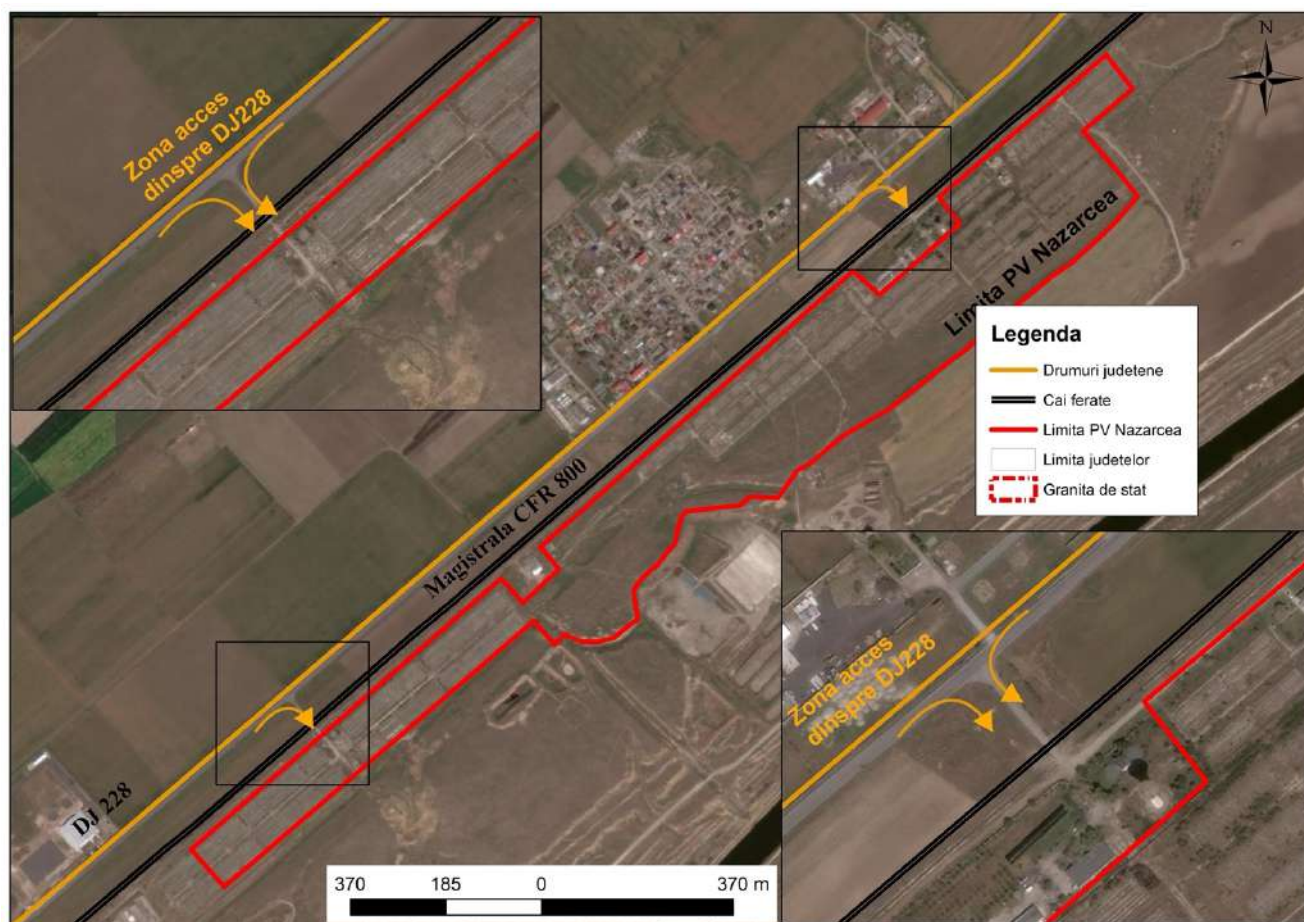 N
Zona acces
dinspre DJ228
Limita PV Nazarcea
Legenda
Drumuri judetene
Cai ferate
Limita PV Nazarcea
Limita judetelor
Granita de stat
Magistrala CFR 800
DJ 228
Zona acces
dinspre DJ228
370 185 0 370 m